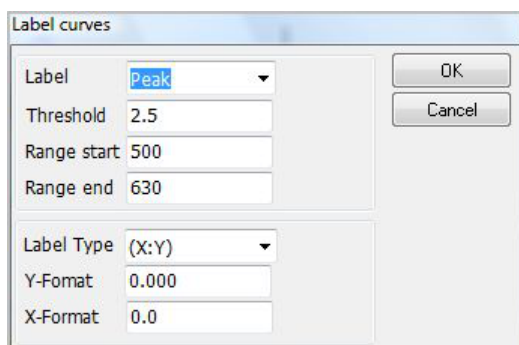 Label curves
Label Peak
Threshold 2.5
Range start 500
Range end 630
Label Type (X:Y)
Y-Fomat 0.000
X-Format 0.0
OK
Cancel